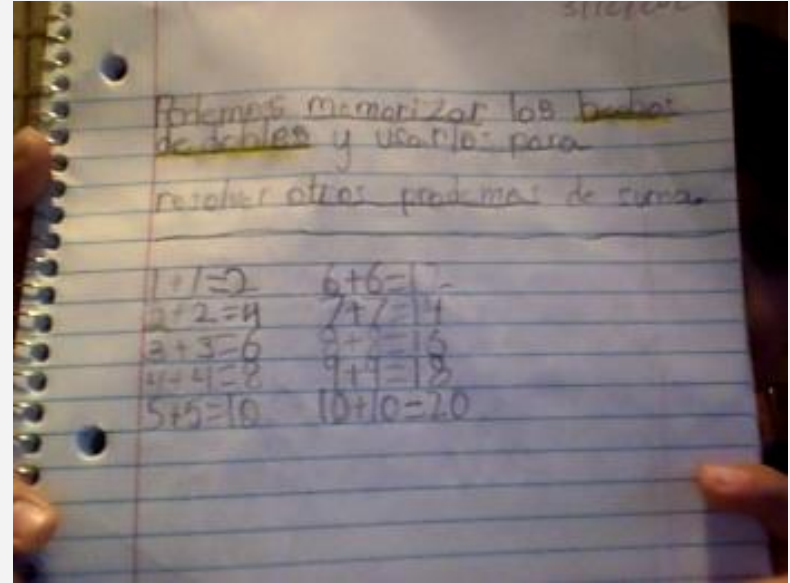 Podemos memorizar los
de dobles y usarlos para
resolver otros prodemas de suma.
1+1=2 6+6=12
2+2=4 7+7=14
3+3=6 8+8=16
4+4=8 9+9=18
5+5=10 10+10=20